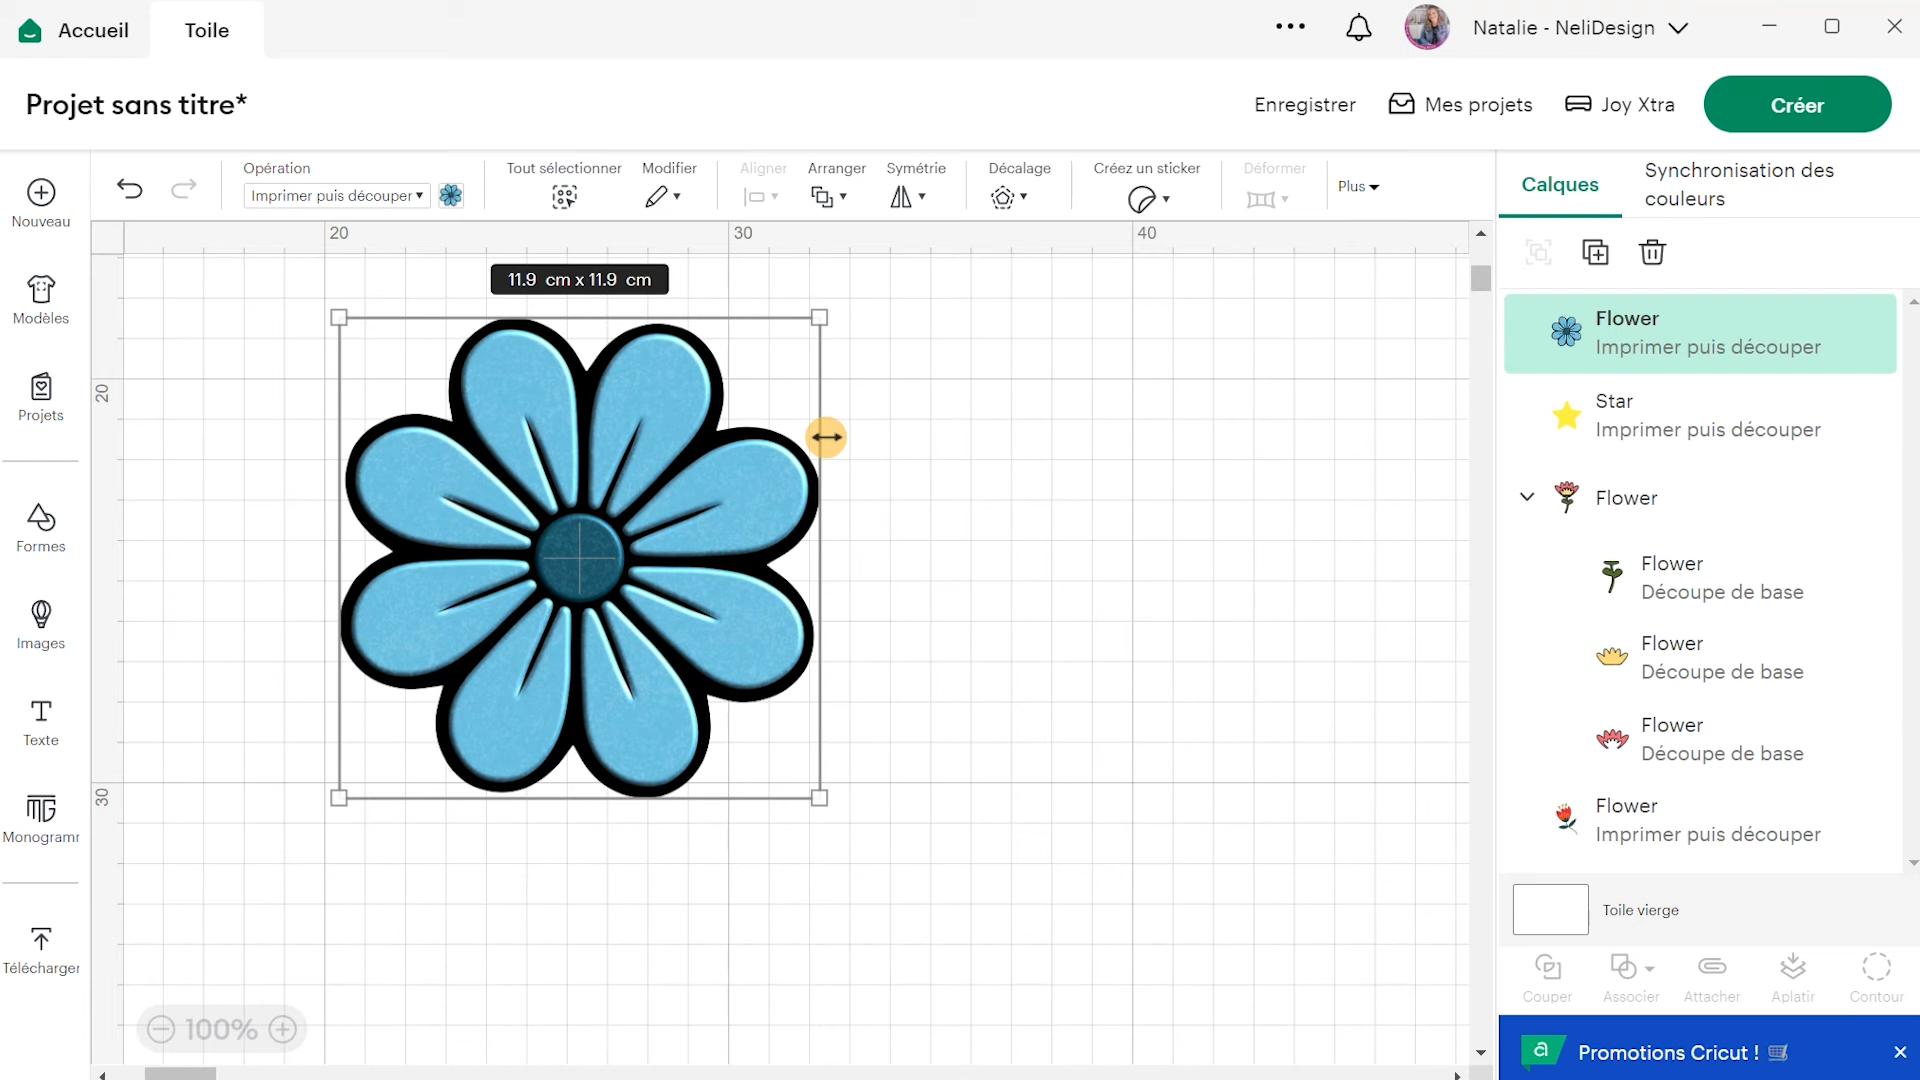 Accueil
Toile
Natalie - NeliDesign
Projet sans titre*
Enregistrer
Mes projets
Joy Xtra
Créer
Nouveau
Modèles
Projets
Formes
Images
Texte
Monogramr
Télécharger
Opération
Imprimer puis découper
Tout sélectionner
Modifier
Aligner
Arranger
Symétrie
Décalage
Créez un sticker
Déformer
Plus
20
30
40
20
30
11.9 cm x 11.9 cm
100%
Calques
Synchronisation des
couleurs
Flower
Imprimer puis découper
Star
Imprimer puis découper
Flower
Flower
Découpe de base
Flower
Découpe de base
Flower
Découpe de base
Flower
Imprimer puis découper
Toile vierge
Couper
Associer
Attacher
Aplatir
Contour
a
Promotions Cricut !